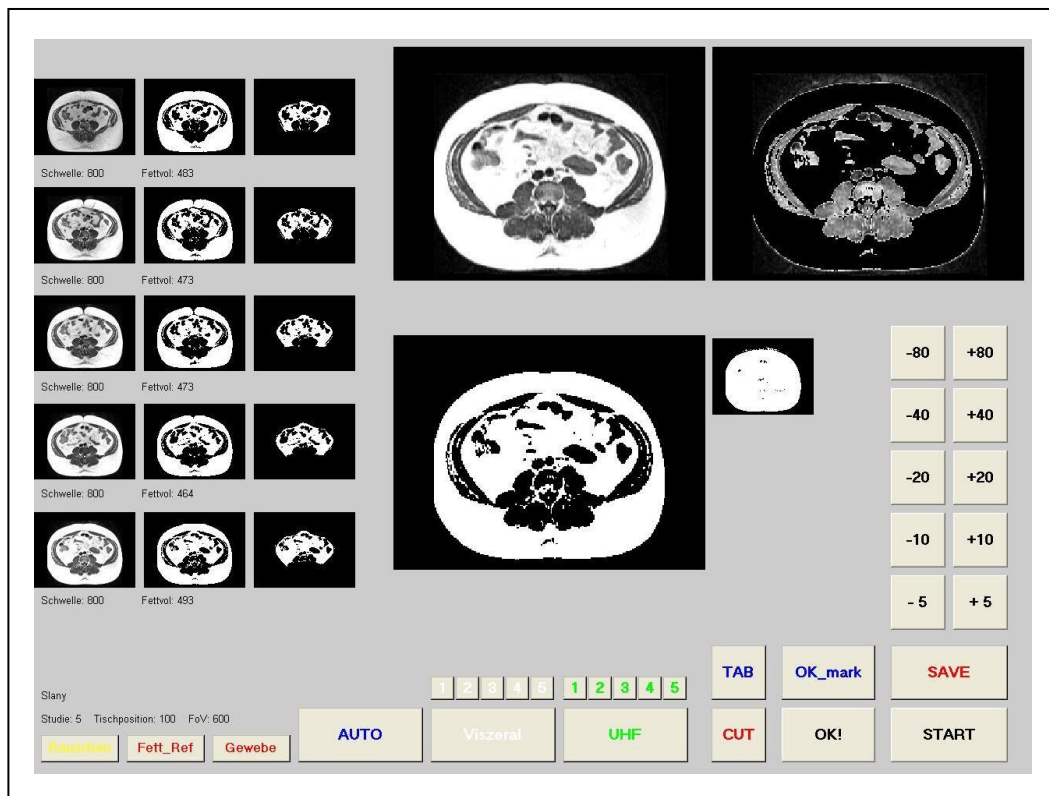 Schwelle: 800 Fettvol: 483
Schwelle: 800 Fettvol: 473
Schwelle: 800 Fettvol: 473
Schwelle: 800 Fettvol: 464
Schwelle: 800 Fettvol: 493
-80 +80
-40 +40
-20 +20
-10 +10
- 5 + 5
TAB OK_mark SAVE
Slany
1 2 3 4 5 1 2 3 4 5
Studie: 5 Tischposition: 100 FoV: 600
Rauschen Fett_Ref Gewebe
AUTO Viszeral UHF CUT OK! START